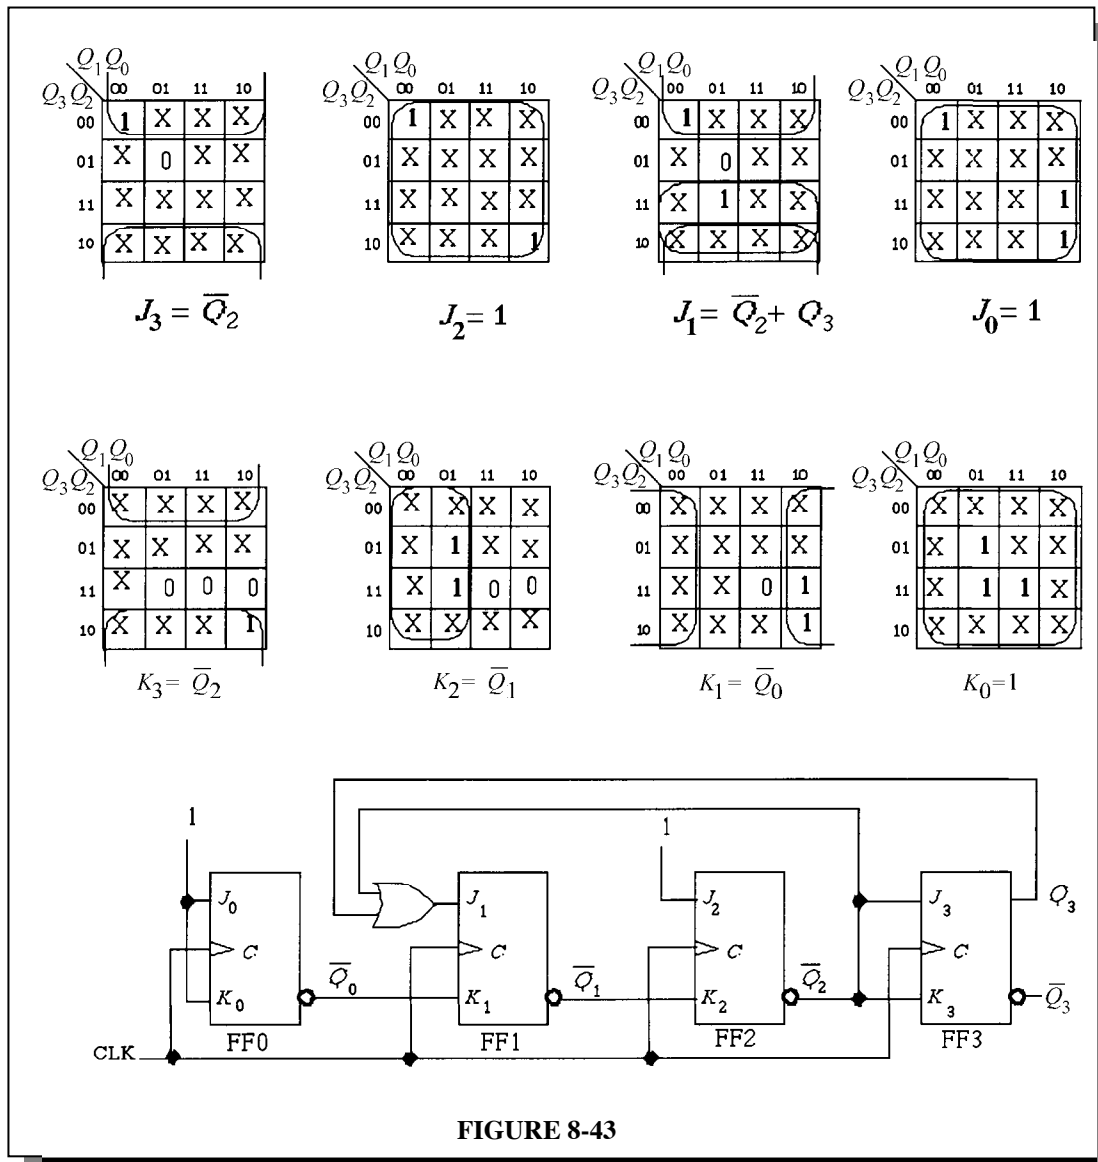 Q₁Q₀ Q₁Q₀ Q₁Q₀ Q₁Q₀
Q₃Q₂ 00 01 11 10 Q₃Q₂ 00 01 11 10 Q₃Q₂ 00 01 11 10 Q₃Q₂ 00 01 11 10
00 1 X X X 00 1 X X X 00 1 X X X 00 1 X X X
01 X 0 X X 01 X X X X 01 X 0 X X 01 X X X X
11 X X X X 11 X X X X 11 X 1 X X 11 X X X 1
10 X X X X 10 X X X 1 10 X X X X 10 X X X 1
J₃ = Q̅₂ J₂= 1 J₁= Q̅₂+ Q₃ J₀= 1
Q₁Q₀ Q₁Q₀ Q₁Q₀ Q₁Q₀
Q₃Q₂ 00 01 11 10 Q₃Q₂ 00 01 11 10 Q₃Q₂ 00 01 11 10 Q₃Q₂ 00 01 11 10
00 X X X X 00 X X X X 00 X X X X 00 X X X X
01 X X X X 01 X 1 X X 01 X X X X 01 X 1 X X
11 X 0 0 0 11 X 1 0 0 11 X X 0 1 11 X 1 1 X
10 X X X 1 10 X X X X 10 X X X 1 10 X X X X
K₃= Q̅₂ K₂= Q̅₁ K₁= Q̅₀ K₀=1
1 1
J₀ J₁ J₂ J₃ Q₃
C C C C
Q̅₀ Q̅₁ Q̅₂ Q̅₃
K₀ K₁ K₂ K₃
FF0 FF1 FF2 FF3
CLK
FIGURE 8-43